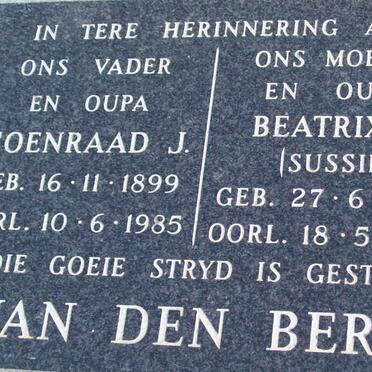 IN TERE HERINNERING A
ONS VADER
EN OUPA
COENRAAD J.
GEB. 16·11·1899
OORL. 10·6·1985
ONS MOE
EN OU
BEATRIX
(SUSSIE
GEB. 27·6
OORL. 18·5
DIE GOEIE STRYD IS GEST
VAN DEN BER